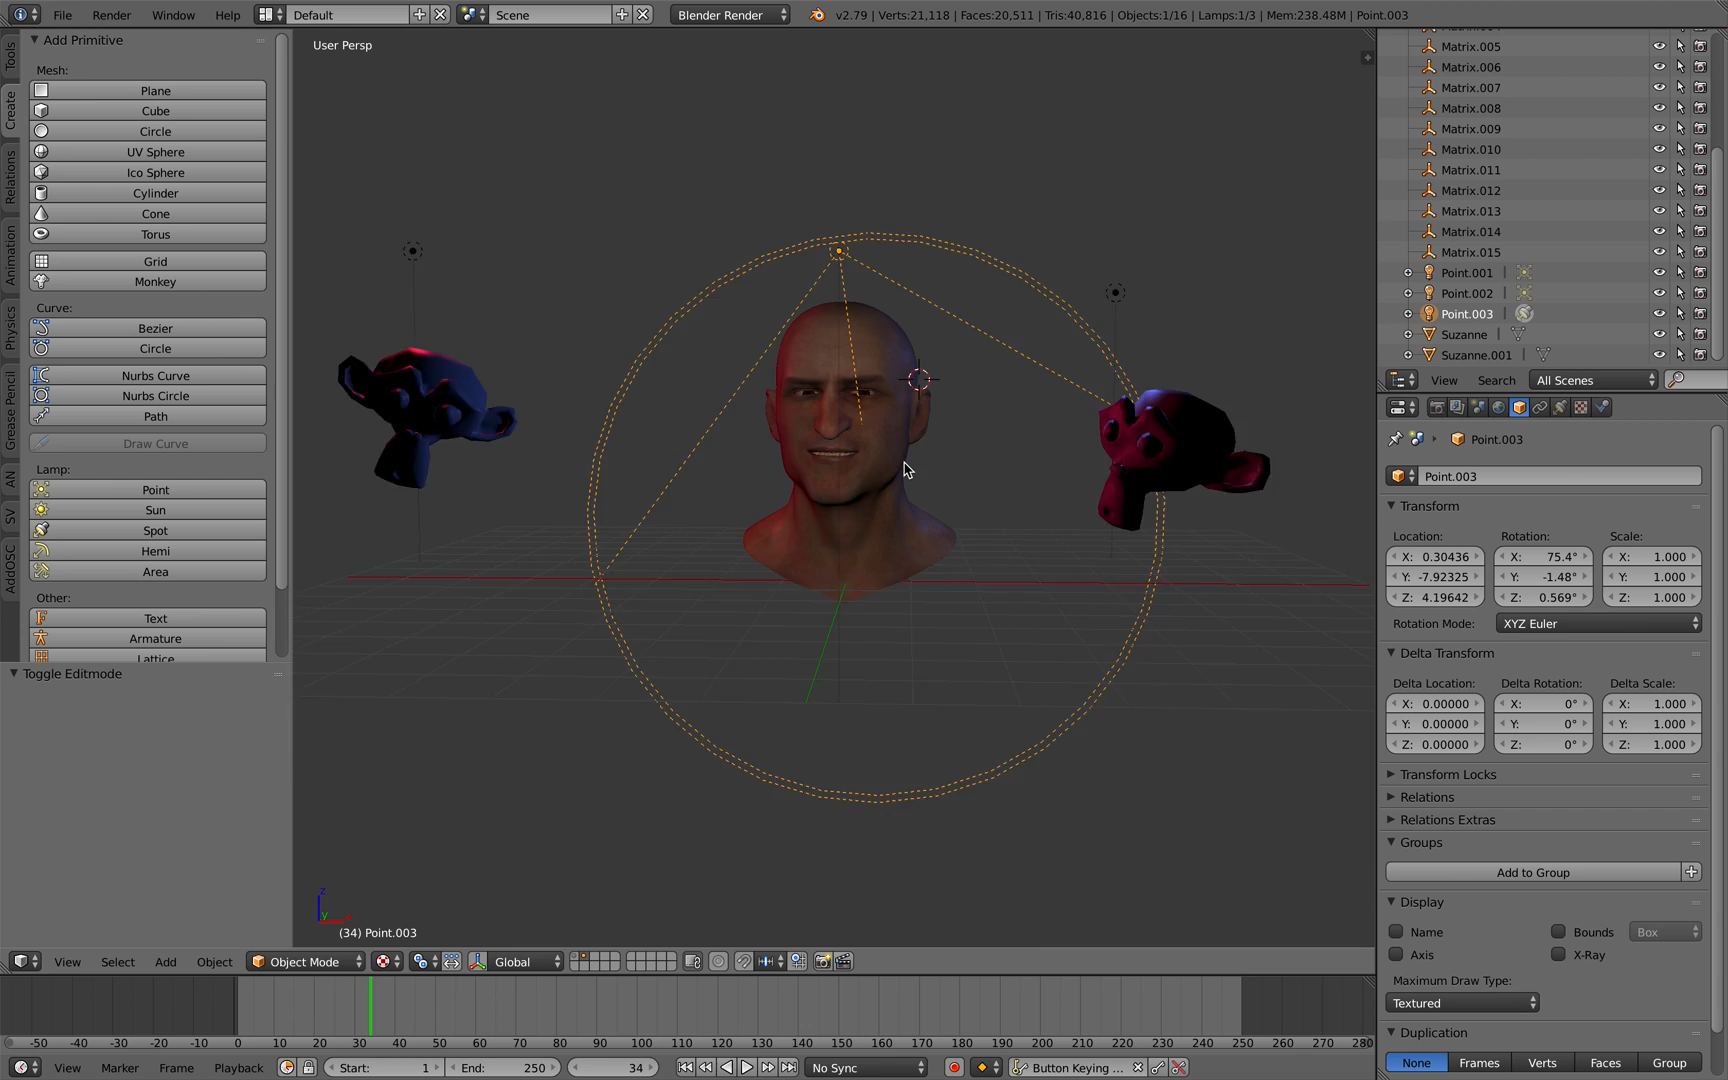 File Render Window Help Default Scene Blender Render v2.79 | Verts:21,118 | Faces:20,511 | Tris:40,816 | Objects:1/16 | Lamps:1/3 | Mem:238.48M | Point.003
Tools
Create
Relations
Animation
Physics
Grease Pencil
AN
SV
AddOSC
Add Primitive
Mesh:
Plane
Cube
Circle
UV Sphere
Ico Sphere
Cylinder
Cone
Torus
Grid
Monkey
Curve:
Bezier
Circle
Nurbs Curve
Nurbs Circle
Path
Draw Curve
Lamp:
Point
Sun
Spot
Hemi
Area
Other:
Text
Armature
Lattice
Toggle Editmode
User Persp
z
y
(34) Point.003
View Select Add Object Object Mode Global
-50 -40 -30 -20 -10 0 10 20 30 40 50 60 70 80 90 100 110 120 130 140 150 160 170 180 190 200 210 220 230 240 250 260 270 280
View Marker Frame Playback Start: 1 End: 250 34 No Sync Button Keying ...
Matrix.005
Matrix.006
Matrix.007
Matrix.008
Matrix.009
Matrix.010
Matrix.011
Matrix.012
Matrix.013
Matrix.014
Matrix.015
Point.001
Point.002
Point.003
Suzanne
Suzanne.001
View Search All Scenes
Point.003
Point.003
Transform
Location: Rotation: Scale:
X: 0.30436 X: 75.4° X: 1.000
Y: -7.92325 Y: -1.48° Y: 1.000
Z: 4.19642 Z: 0.569° Z: 1.000
Rotation Mode: XYZ Euler
Delta Transform
Delta Location: Delta Rotation: Delta Scale:
X: 0.00000 X: 0° X: 1.000
Y: 0.00000 Y: 0° Y: 1.000
Z: 0.00000 Z: 0° Z: 1.000
Transform Locks
Relations
Relations Extras
Groups
Add to Group
Display
Name Bounds Box
Axis X-Ray
Maximum Draw Type:
Textured
Duplication
None Frames Verts Faces Group